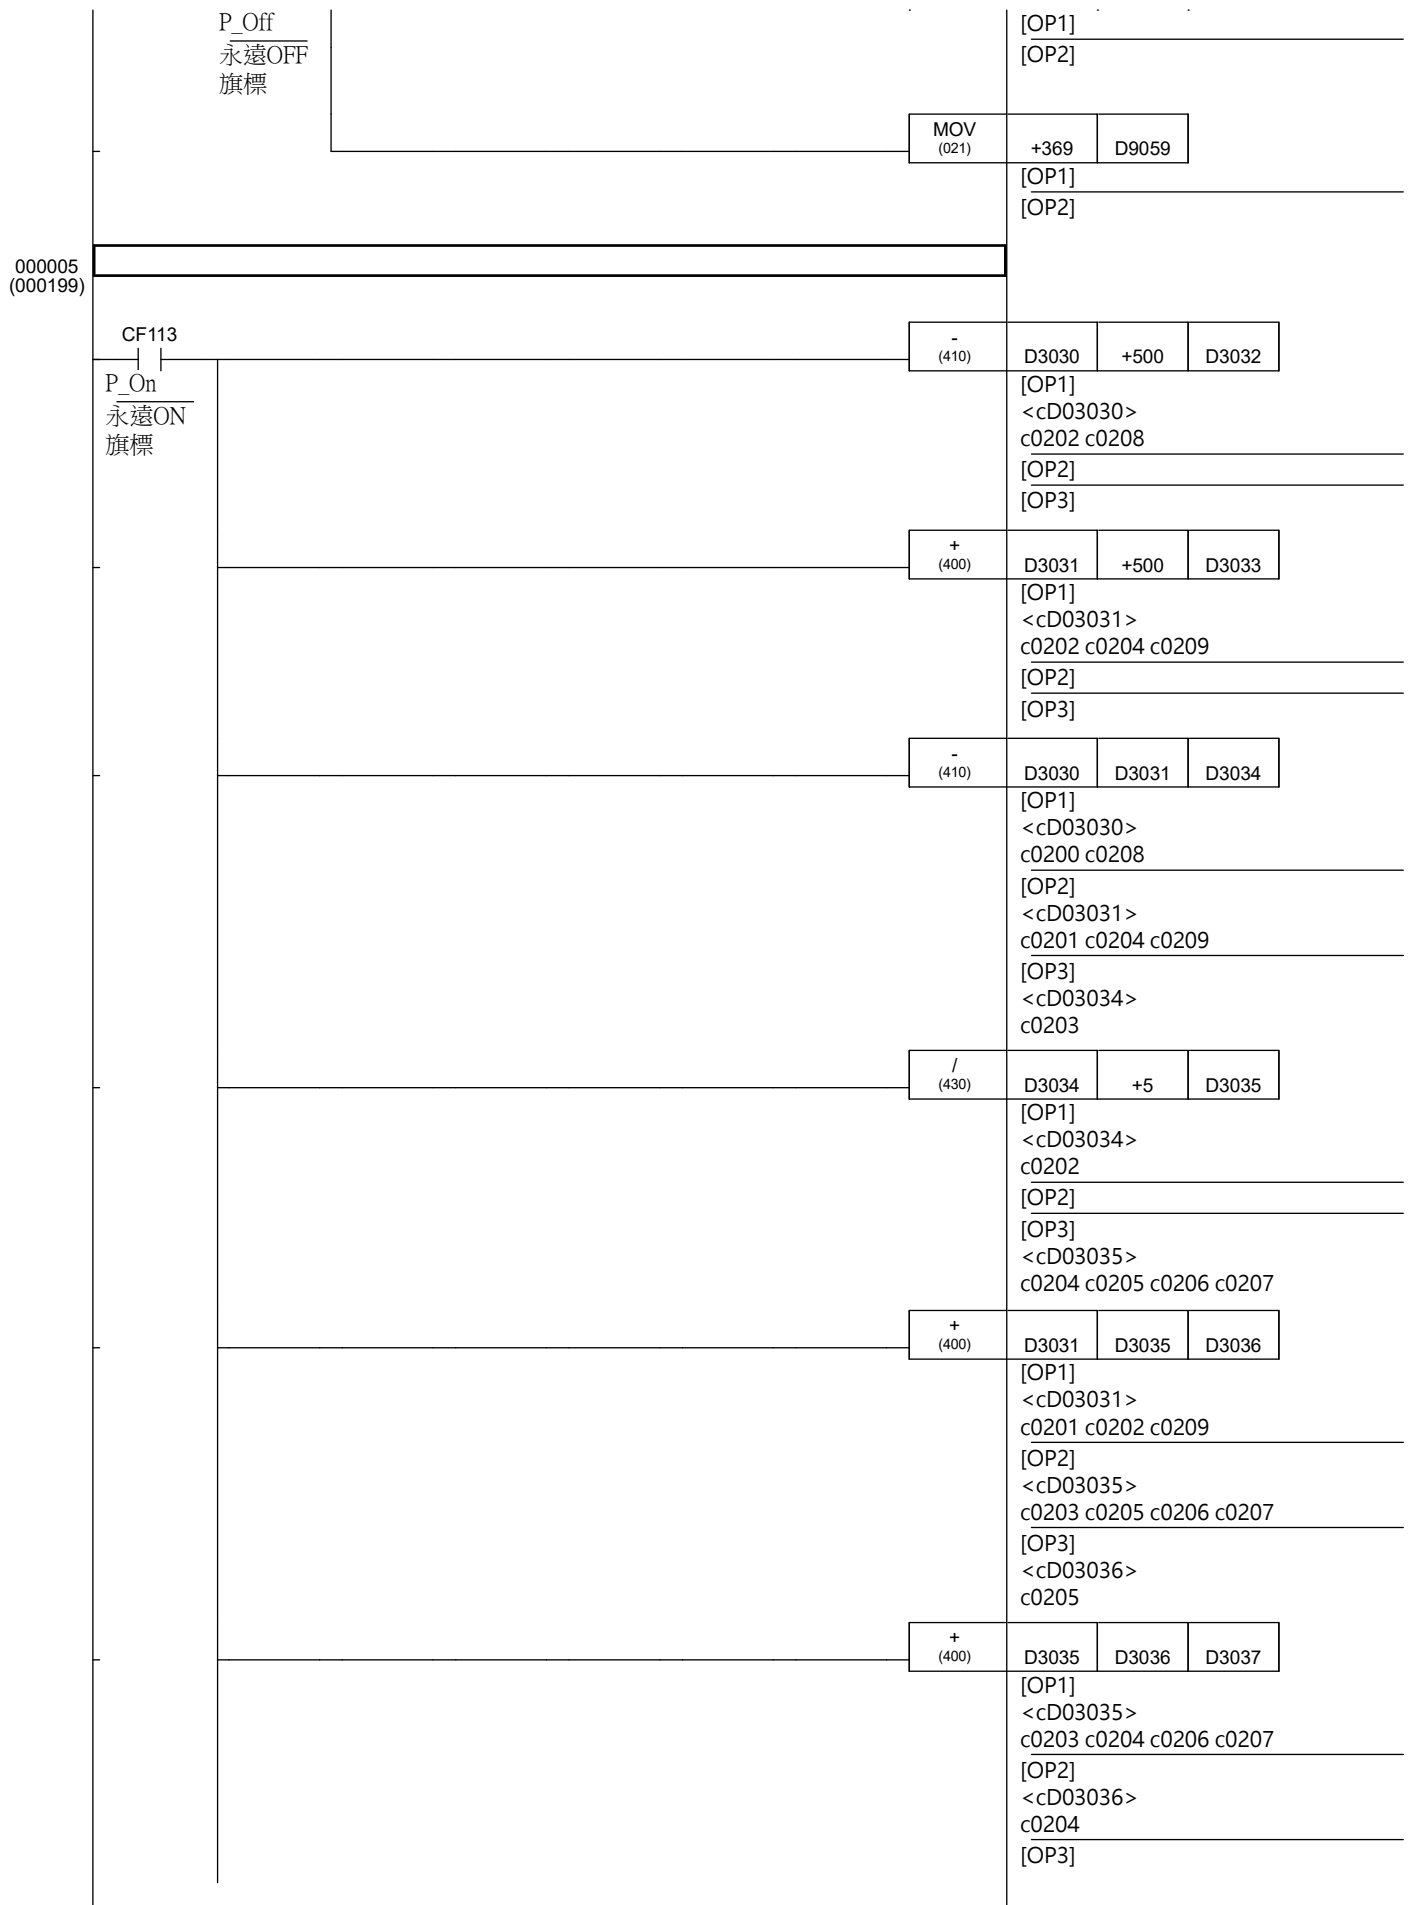 P_Off
永遠OFF
旗標
[OP1]
[OP2]
MOV
(021)
+369
D9059
[OP1]
[OP2]
000005
(000199)
CF113
P_On
永遠ON
旗標
-
(410)
D3030
+500
D3032
[OP1]
<cD03030>
c0202 c0208
[OP2]
[OP3]
+
(400)
D3031
+500
D3033
[OP1]
<cD03031>
c0202 c0204 c0209
[OP2]
[OP3]
-
(410)
D3030
D3031
D3034
[OP1]
<cD03030>
c0200 c0208
[OP2]
<cD03031>
c0201 c0204 c0209
[OP3]
<cD03034>
c0203
/
(430)
D3034
+5
D3035
[OP1]
<cD03034>
c0202
[OP2]
[OP3]
<cD03035>
c0204 c0205 c0206 c0207
+
(400)
D3031
D3035
D3036
[OP1]
<cD03031>
c0201 c0202 c0209
[OP2]
<cD03035>
c0203 c0205 c0206 c0207
[OP3]
<cD03036>
c0205
+
(400)
D3035
D3036
D3037
[OP1]
<cD03035>
c0203 c0204 c0206 c0207
[OP2]
<cD03036>
c0204
[OP3]